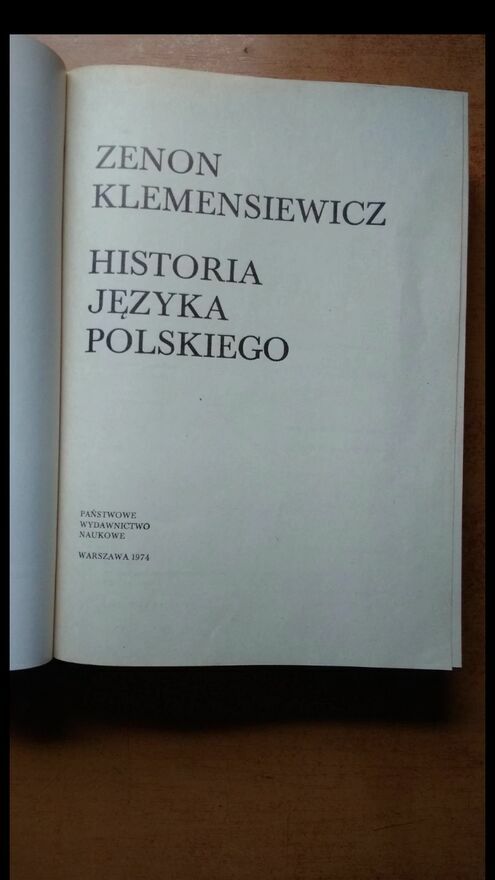 ZENON
KLEMENSIEWICZ
HISTORIA
JĘZYKA
POLSKIEGO
PAŃSTWOWE
WYDAWNICTWO
NAUKOWE
WARSZAWA 1974